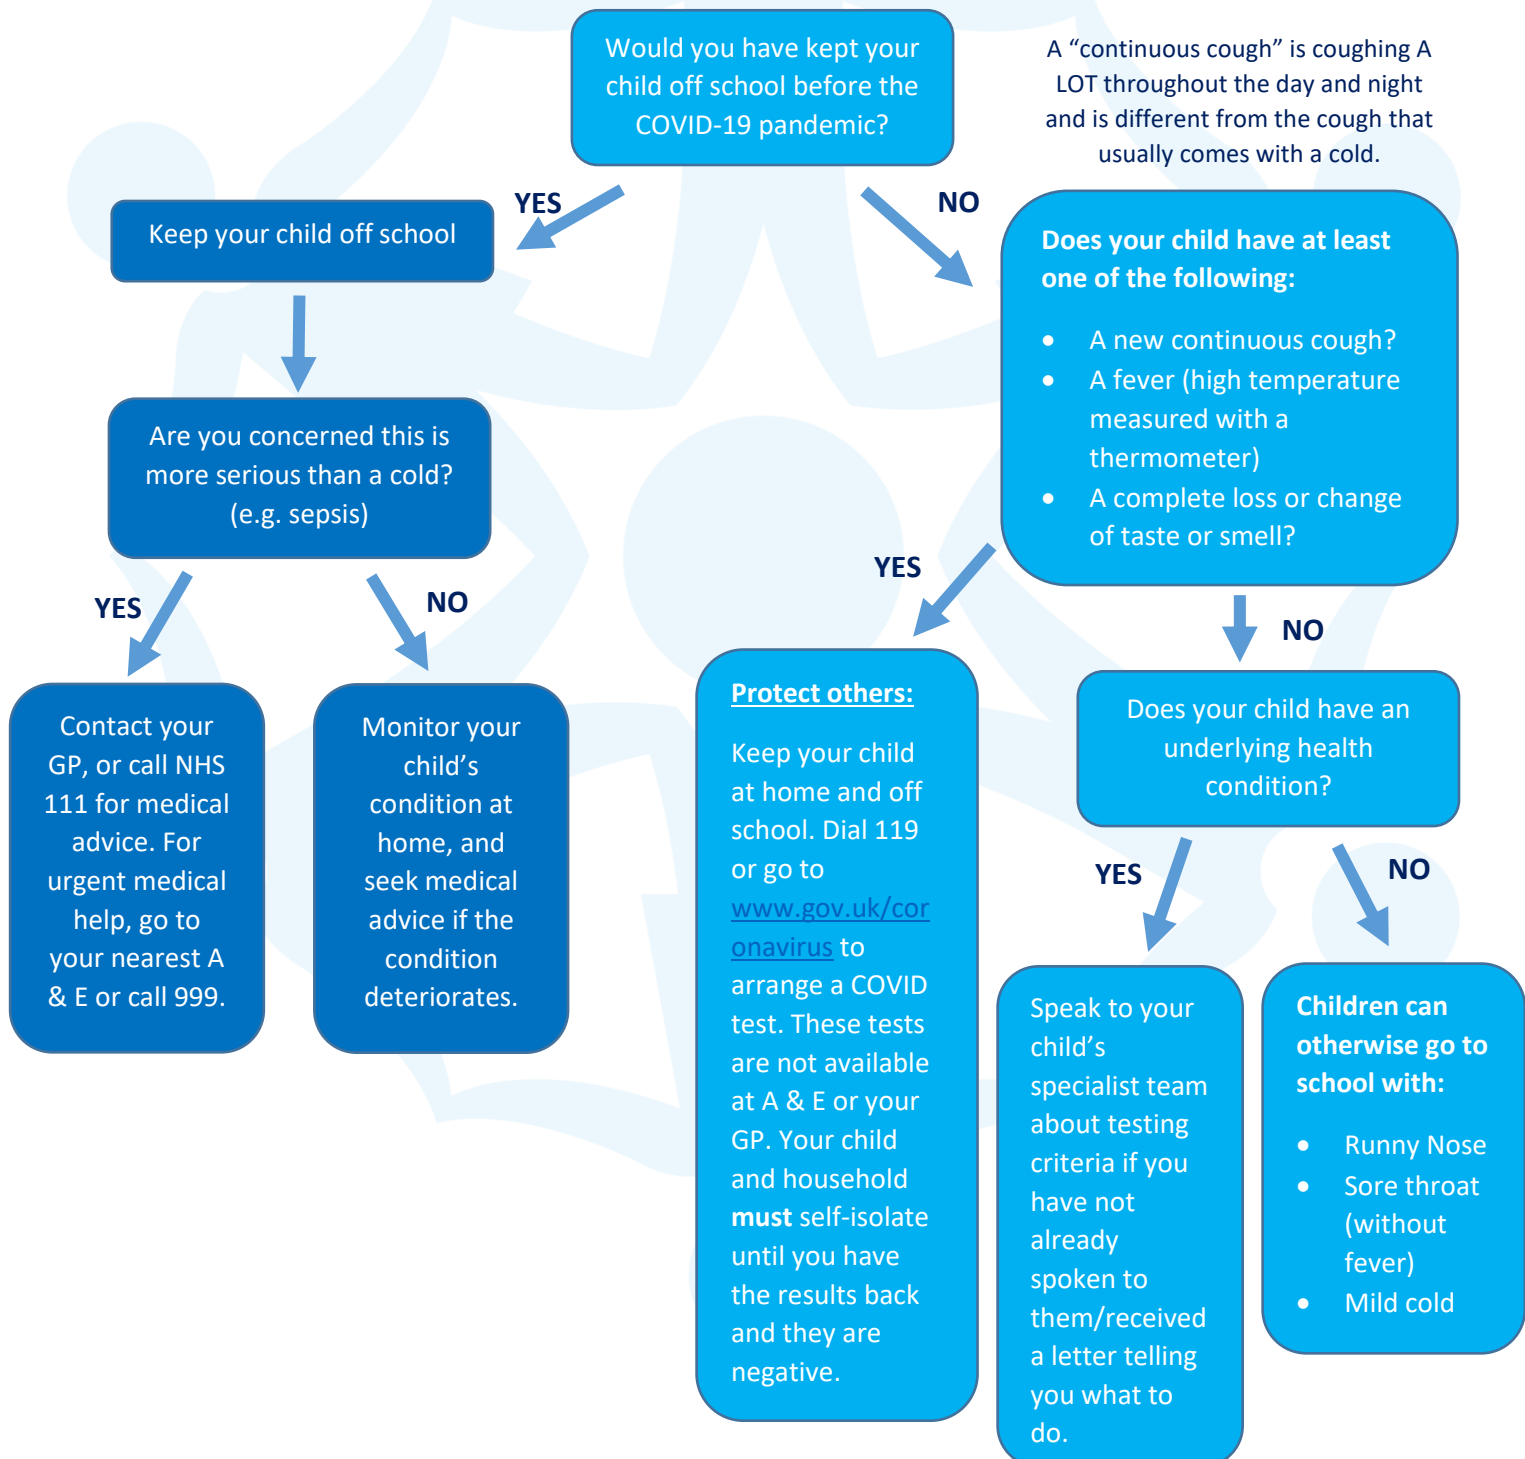 Would you have kept your
child off school before the
COVID-19 pandemic?
A “continuous cough” is coughing A
LOT throughout the day and night
and is different from the cough that
usually comes with a cold.
YES
NO
Keep your child off school
Does your child have at least
one of the following:
• A new continuous cough?
• A fever (high temperature
measured with a
thermometer)
• A complete loss or change
of taste or smell?
Are you concerned this is
more serious than a cold?
(e.g. sepsis)
YES
NO
YES
NO
Contact your
GP, or call NHS
111 for medical
advice. For
urgent medical
help, go to
your nearest A
& E or call 999.
Monitor your
child’s
condition at
home, and
seek medical
advice if the
condition
deteriorates.
Protect others:
Keep your child
at home and off
school. Dial 119
or go to
www.gov.uk/cor
onavirus to
arrange a COVID
test. These tests
are not available
at A & E or your
GP. Your child
and household
must self-isolate
until you have
the results back
and they are
negative.
Does your child have an
underlying health
condition?
YES
NO
Speak to your
child’s
specialist team
about testing
criteria if you
have not
already
spoken to
them/received
a letter telling
you what to
do.
Children can
otherwise go to
school with:
• Runny Nose
• Sore throat
(without
fever)
• Mild cold